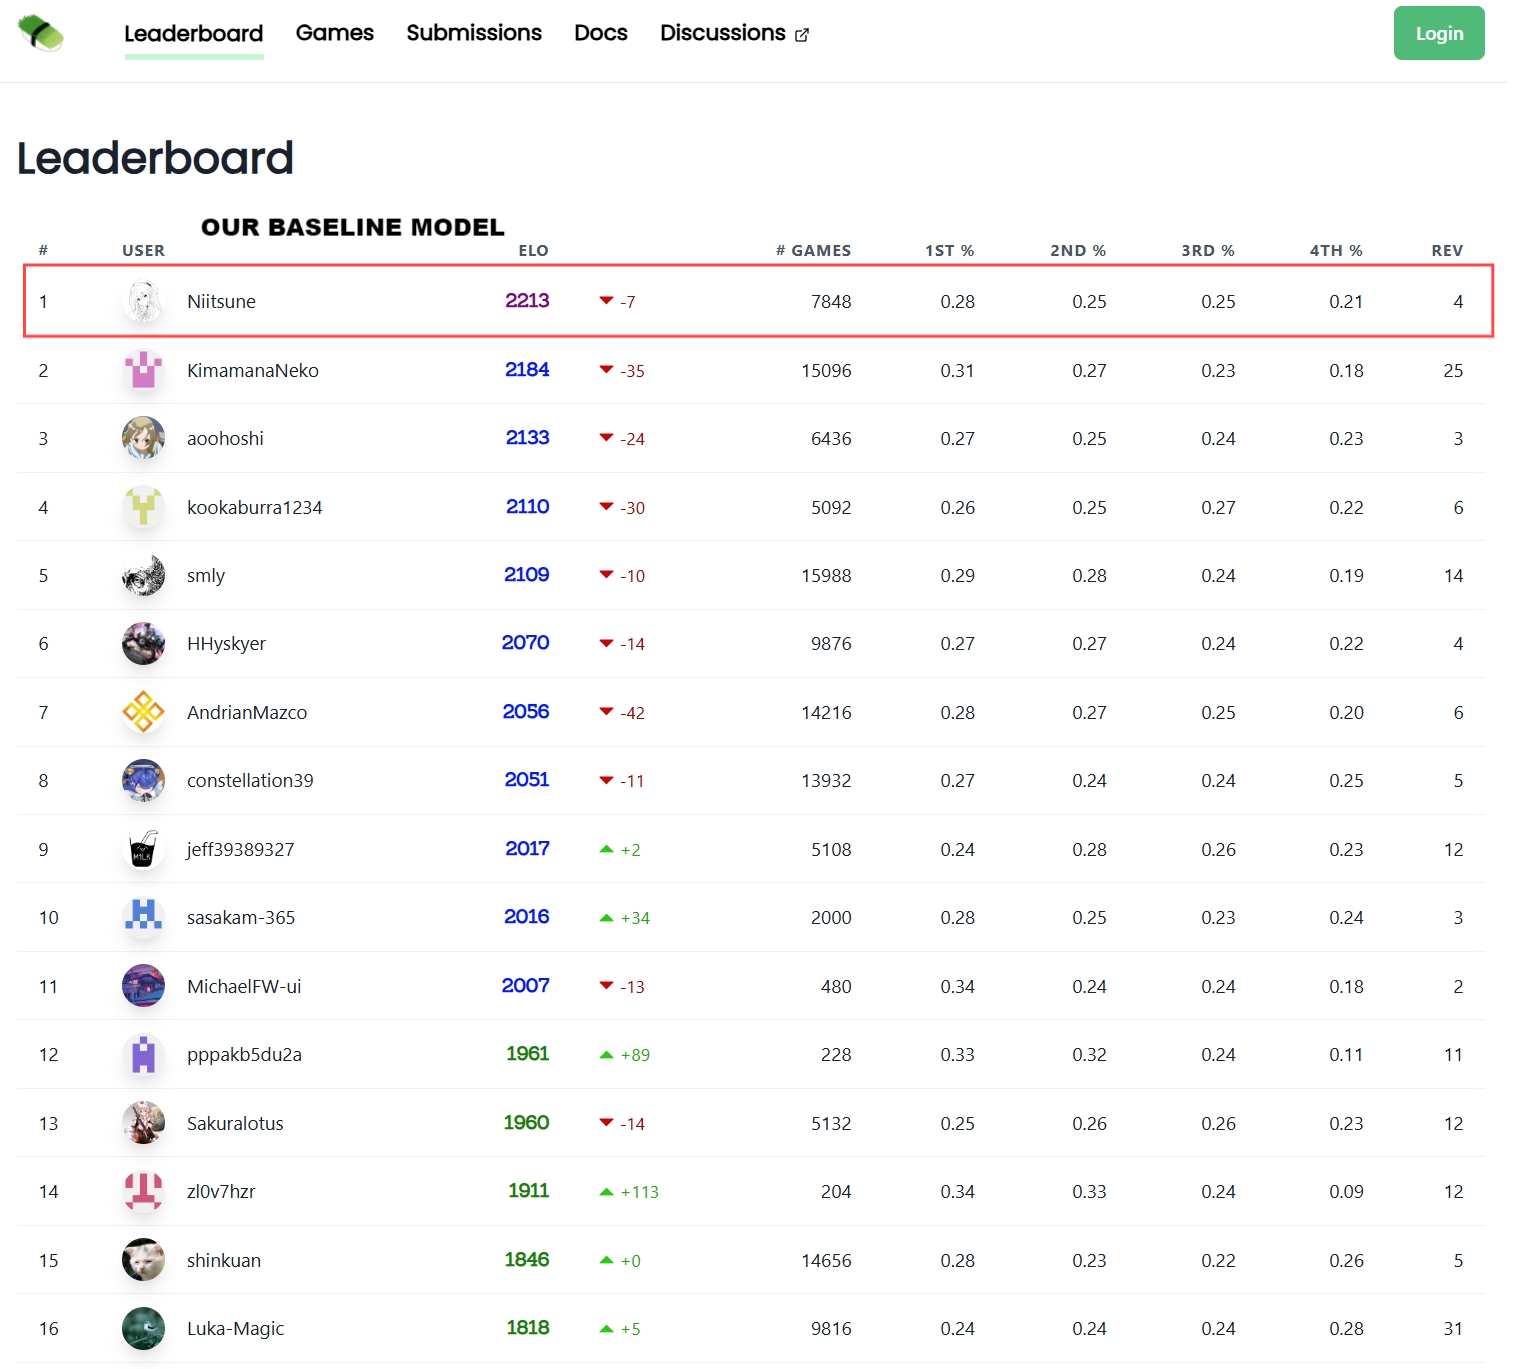 Leaderboard Games Submissions Docs Discussions Login
Leaderboard
OUR BASELINE MODEL
# USER ELO # GAMES 1ST % 2ND % 3RD % 4TH % REV
1 Niitsune 2213 -7 7848 0.28 0.25 0.25 0.21 4
2 KimamanaNeko 2184 -35 15096 0.31 0.27 0.23 0.18 25
3 aoohoshi 2133 -24 6436 0.27 0.25 0.24 0.23 3
4 kookaburra1234 2110 -30 5092 0.26 0.25 0.27 0.22 6
5 smly 2109 -10 15988 0.29 0.28 0.24 0.19 14
6 HHyskyer 2070 -14 9876 0.27 0.27 0.24 0.22 4
7 AndrianMazco 2056 -42 14216 0.28 0.27 0.25 0.20 6
8 constellation39 2051 -11 13932 0.27 0.24 0.24 0.25 5
9 M1LK jeff39389327 2017 +2 5108 0.24 0.28 0.26 0.23 12
10 sasakam-365 2016 +34 2000 0.28 0.25 0.23 0.24 3
11 MichaelFW-ui 2007 -13 480 0.34 0.24 0.24 0.18 2
12 pppakb5du2a 1961 +89 228 0.33 0.32 0.24 0.11 11
13 Sakuralotus 1960 -14 5132 0.25 0.26 0.26 0.23 12
14 zl0v7hzr 1911 +113 204 0.34 0.33 0.24 0.09 12
15 shinkuan 1846 +0 14656 0.28 0.23 0.22 0.26 5
16 Luka-Magic 1818 +5 9816 0.24 0.24 0.24 0.28 31